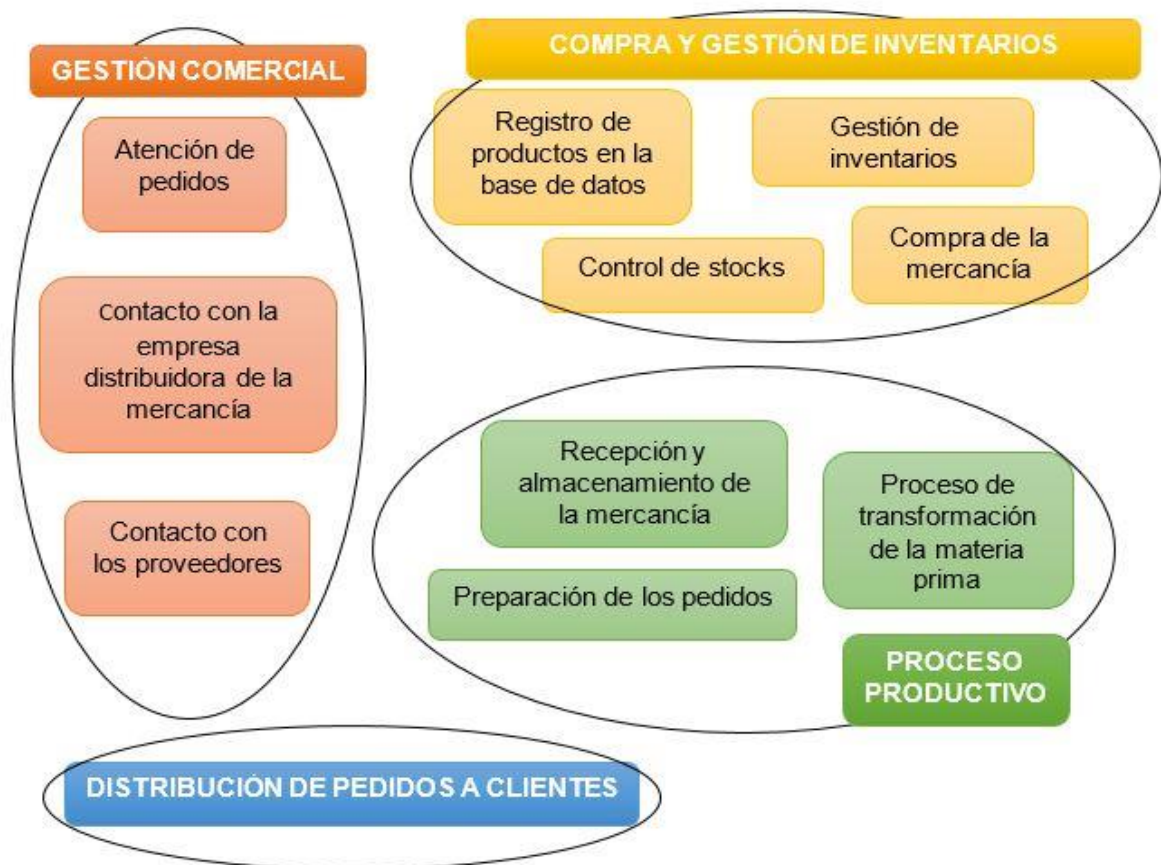 GESTIÓN COMERCIAL
Atención de
pedidos
Contacto con la
empresa
distribuidora de la
mercancía
Contacto con
los proveedores
COMPRA Y GESTIÓN DE INVENTARIOS
Registro de
productos en la
base de datos
Gestión de
inventarios
Control de stocks
Compra de la
mercancía
Recepción y
almacenamiento de
la mercancía
Proceso de
transformación
de la materia
prima
Preparación de los pedidos
PROCESO
PRODUCTIVO
DISTRIBUCIÓN DE PEDIDOS A CLIENTES